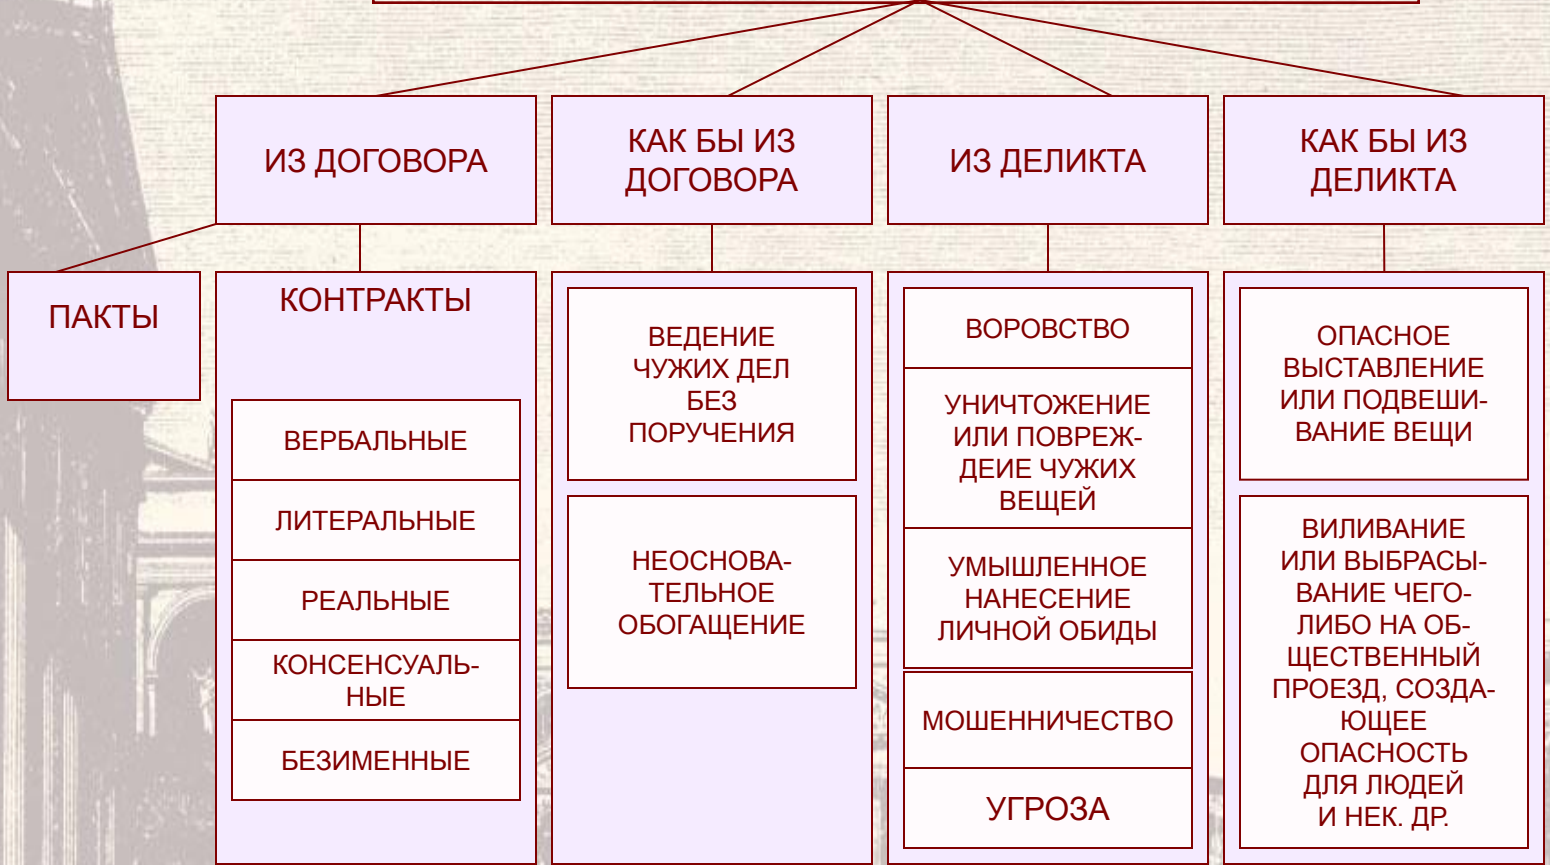 ИЗ ДОГОВОРА
КАК БЫ ИЗ
ДОГОВОРА
ИЗ ДЕЛИКТА
КАК БЫ ИЗ
ДЕЛИКТА
ПАКТЫ
КОНТРАКТЫ
ВЕРБАЛЬНЫЕ
ЛИТЕРАЛЬНЫЕ
РЕАЛЬНЫЕ
КОНСЕНСУАЛЬ-
НЫЕ
БЕЗИМЕННЫЕ
ВЕДЕНИЕ
ЧУЖИХ ДЕЛ
БЕЗ
ПОРУЧЕНИЯ
НЕОСНОВА-
ТЕЛЬНОЕ
ОБОГАЩЕНИЕ
ВОРОВСТВО
УНИЧТОЖЕНИЕ
ИЛИ ПОВРЕЖ-
ДЕИЕ ЧУЖИХ
ВЕЩЕЙ
УМЫШЛЕННОЕ
НАНЕСЕНИЕ
ЛИЧНОЙ ОБИДЫ
МОШЕННИЧЕСТВО
УГРОЗА
ОПАСНОЕ
ВЫСТАВЛЕНИЕ
ИЛИ ПОДВЕШИ-
ВАНИЕ ВЕЩИ
ВИЛИВАНИЕ
ИЛИ ВЫБРАСЫ-
ВАНИЕ ЧЕГО-
ЛИБО НА ОБ-
ЩЕСТВЕННЫЙ
ПРОЕЗД, СОЗДА-
ЮЩЕЕ
ОПАСНОСТЬ
ДЛЯ ЛЮДЕЙ
И НЕК. ДР.